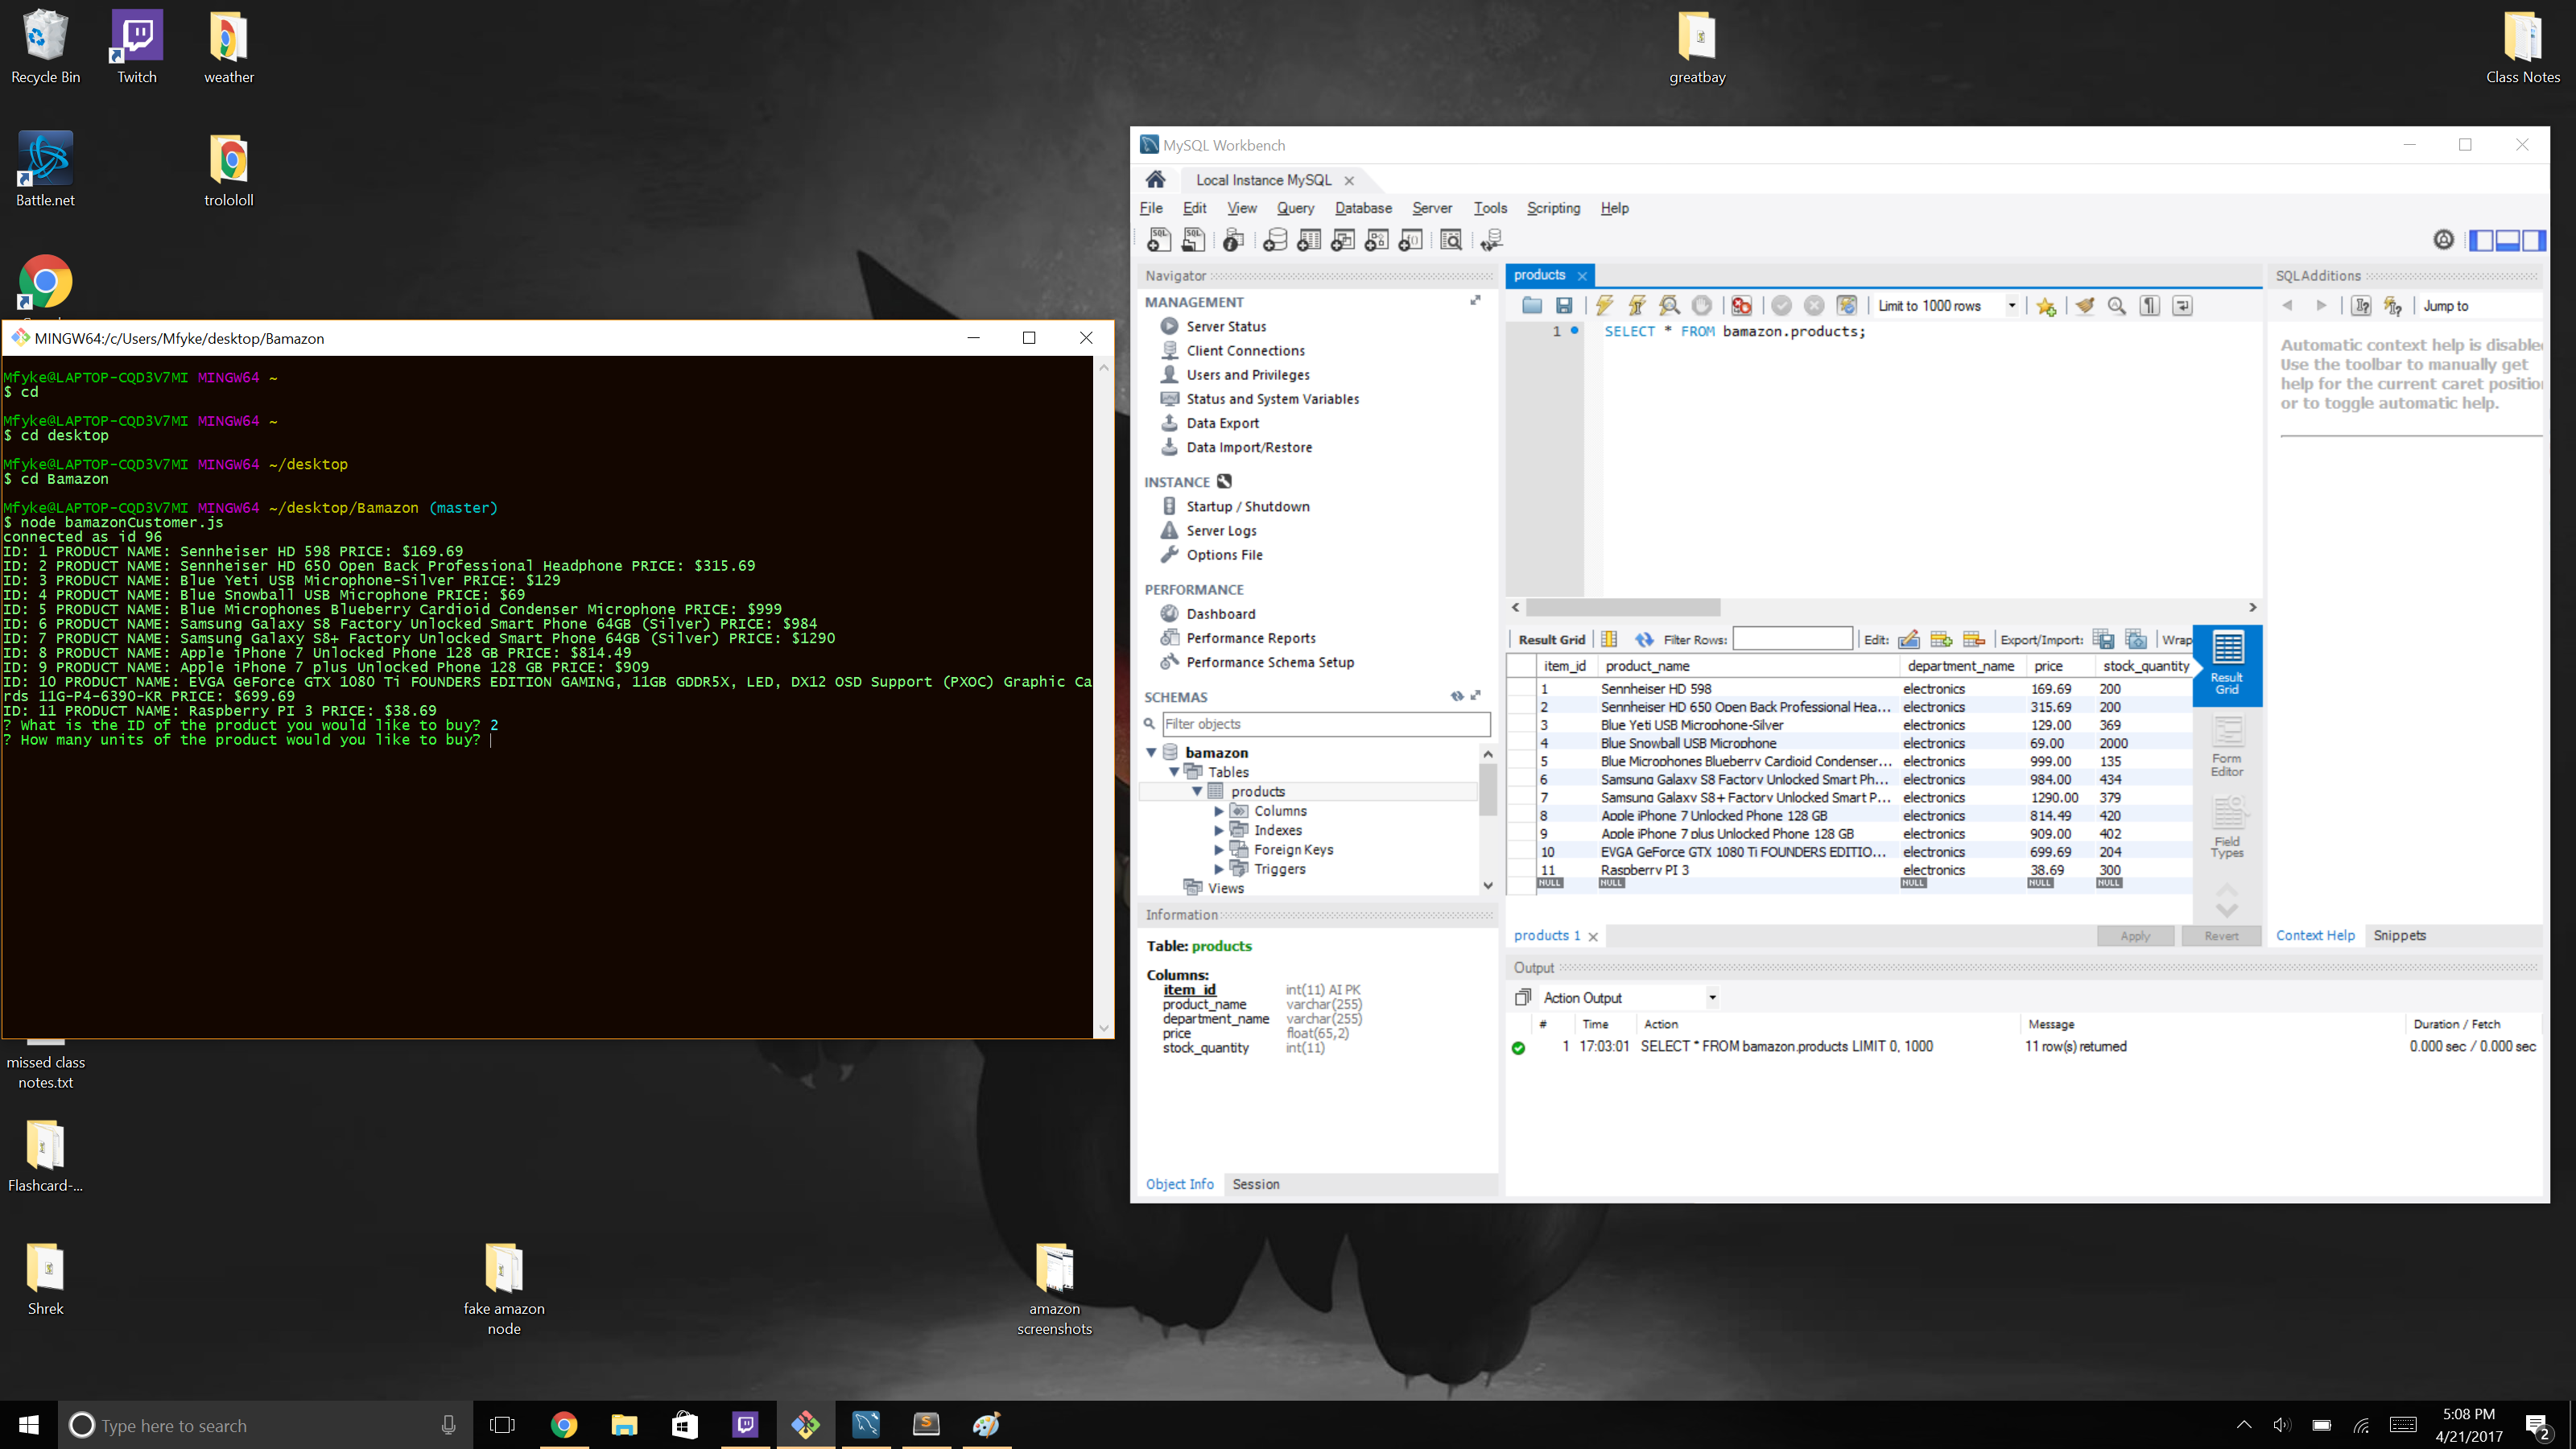 Recycle Bin
Twitch
weather
greatbay
Class Notes
Battle.net
trolololl
MINGW64:/c/Users/Mfyke/desktop/Bamazon
Mfyke@LAPTOP-CQD3V7MI MINGW64 ~
$ cd
Mfyke@LAPTOP-CQD3V7MI MINGW64 ~
$ cd desktop
Mfyke@LAPTOP-CQD3V7MI MINGW64 ~/desktop
$ cd Bamazon
Mfyke@LAPTOP-CQD3V7MI MINGW64 ~/desktop/Bamazon (master)
$ node bamazonCustomer.js
connected as id 96
ID: 1 PRODUCT NAME: Sennheiser HD 598 PRICE: $169.69
ID: 2 PRODUCT NAME: Sennheiser HD 650 Open Back Professional Headphone PRICE: $315.69
ID: 3 PRODUCT NAME: Blue Yeti USB Microphone-Silver PRICE: $129
ID: 4 PRODUCT NAME: Blue Snowball USB Microphone PRICE: $69
ID: 5 PRODUCT NAME: Blue Microphones Blueberry Cardioid Condenser Microphone PRICE: $999
ID: 6 PRODUCT NAME: Samsung Galaxy S8 Factory Unlocked Smart Phone 64GB (Silver) PRICE: $984
ID: 7 PRODUCT NAME: Samsung Galaxy S8+ Factory Unlocked Smart Phone 64GB (Silver) PRICE: $1290
ID: 8 PRODUCT NAME: Apple iPhone 7 Unlocked Phone 128 GB PRICE: $814.49
ID: 9 PRODUCT NAME: Apple iPhone 7 plus Unlocked Phone 128 GB PRICE: $909
ID: 10 PRODUCT NAME: EVGA GeForce GTX 1080 Ti FOUNDERS EDITION GAMING, 11GB GDDR5X, LED, DX12 OSD Support (PXOC) Graphic Ca
rds 11G-P4-6390-KR PRICE: $699.69
ID: 11 PRODUCT NAME: Raspberry PI 3 PRICE: $38.69
? What is the ID of the product you would like to buy? 2
? How many units of the product would you like to buy?
missed class
notes.txt
Flashcard-...
Shrek
fake amazon
node
amazon
screenshots
MySQL Workbench
Local Instance MySQL
File Edit View Query Database Server Tools Scripting Help
Navigator
MANAGEMENT
Server Status
Client Connections
Users and Privileges
Status and System Variables
Data Export
Data Import/Restore
INSTANCE
Startup / Shutdown
Server Logs
Options File
PERFORMANCE
Dashboard
Performance Reports
Performance Schema Setup
SCHEMAS
Filter objects
bamazon
Tables
products
Columns
Indexes
Foreign Keys
Triggers
Views
Information
Table: products
Columns:
item_id int(11) AI PK
product_name varchar(255)
department_name varchar(255)
price float(65,2)
stock_quantity int(11)
Object Info Session
products
Limit to 1000 rows
1 SELECT * FROM bamazon.products;
Result Grid Filter Rows: Edit: Export/Import: Wrap
item_id product_name department_name price stock_quantity
1 Sennheiser HD 598 electronics 169.69 200
2 Sennheiser HD 650 Open Back Professional Hea... electronics 315.69 200
3 Blue Yeti USB Microphone-Silver electronics 129.00 369
4 Blue Snowball USB Microphone electronics 69.00 2000
5 Blue Microphones Blueberry Cardioid Condenser... electronics 999.00 135
6 Samsung Galaxy S8 Factory Unlocked Smart Ph... electronics 984.00 434
7 Samsung Galaxy S8+ Factory Unlocked Smart P... electronics 1290.00 379
8 Apple iPhone 7 Unlocked Phone 128 GB electronics 814.49 420
9 Apple iPhone 7 plus Unlocked Phone 128 GB electronics 909.00 402
10 EVGA GeForce GTX 1080 Ti FOUNDERS EDITIO... electronics 699.69 204
11 Raspberry PI 3 electronics 38.69 300
NULL NULL NULL NULL NULL
Result
Grid
Form
Editor
Field
Types
products 1
Apply Revert
SQLAdditions
Jump to
Automatic context help is disable
Use the toolbar to manually get
help for the current caret positio
or to toggle automatic help.
Context Help Snippets
Output
Action Output
# Time Action Message Duration / Fetch
1 17:03:01 SELECT * FROM bamazon.products LIMIT 0, 1000 11 row(s) returned 0.000 sec / 0.000 sec
Type here to search
5:08 PM
4/21/2017
2